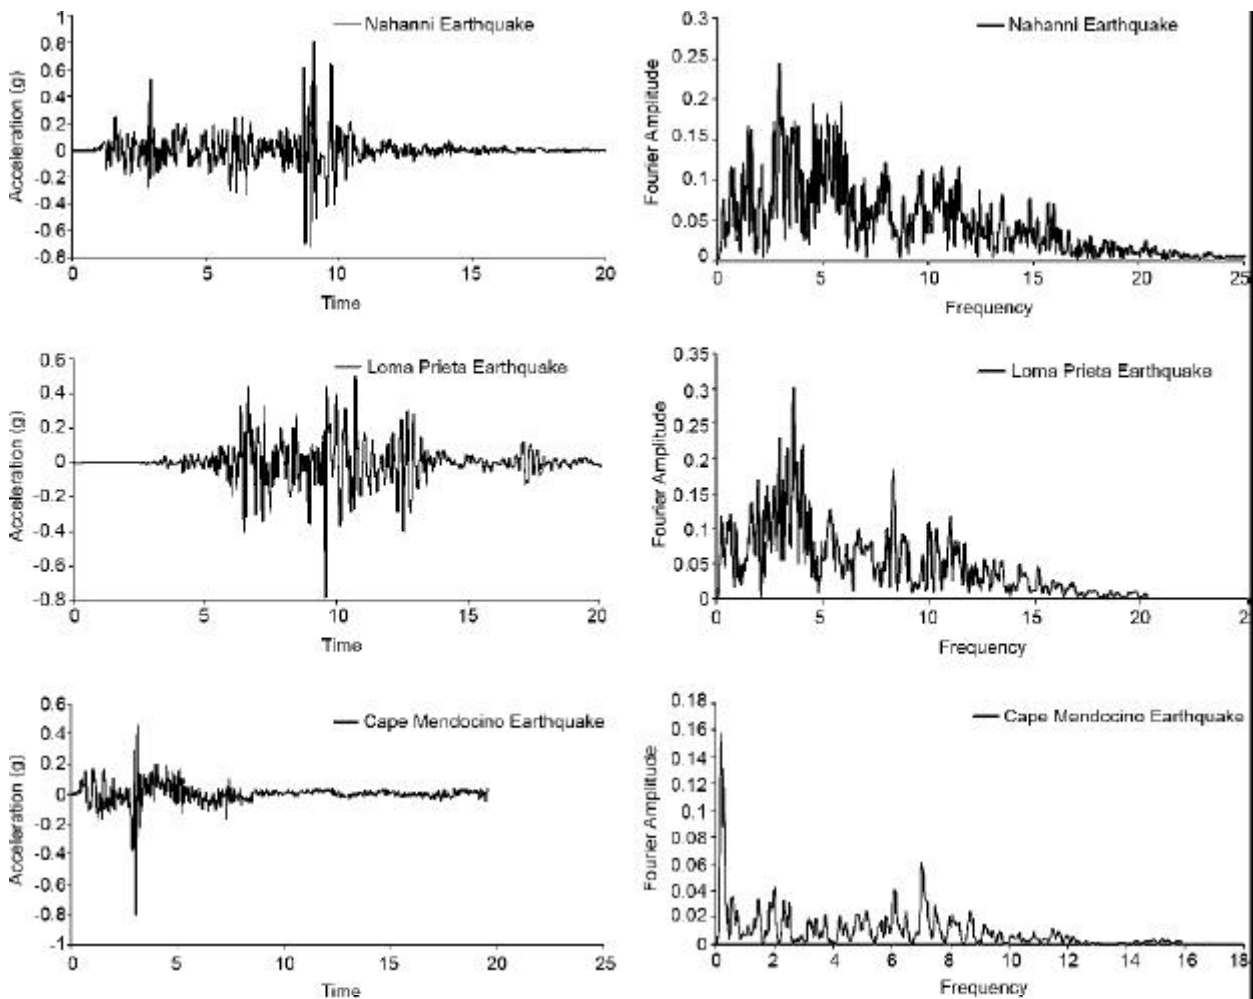 Nahanni Earthquake
Acceleration (g)
1
0.8
0.6
0.4
0.2
0
-0.2
-0.4
-0.6
-0.8
0 5 10 15 20
Time
Nahanni Earthquake
Fourier Amplitude
0.3
0.25
0.2
0.15
0.1
0.05
0
0 5 10 15 20 25
Frequency
Loma Prieta Earthquake
Acceleration (g)
0.6
0.4
0.2
0
-0.2
-0.4
-0.6
-0.8
0 5 10 15 20
Time
Loma Prieta Earthquake
Fourier Amplitude
0.35
0.3
0.25
0.2
0.15
0.1
0.05
0
0 5 10 15 20 2
Frequency
Cape Mendocino Earthquake
Acceleration (g)
0.6
0.4
0.2
0
-0.2
-0.4
-0.6
-0.8
-1
0 5 10 15 20 25
Time
Cape Mendocino Earthquake
Fourier Amplitude
0.18
0.16
0.14
0.12
0.1
0.08
0.06
0.04
0.02
0
0 2 4 6 8 10 12 14 16 18
Frequency